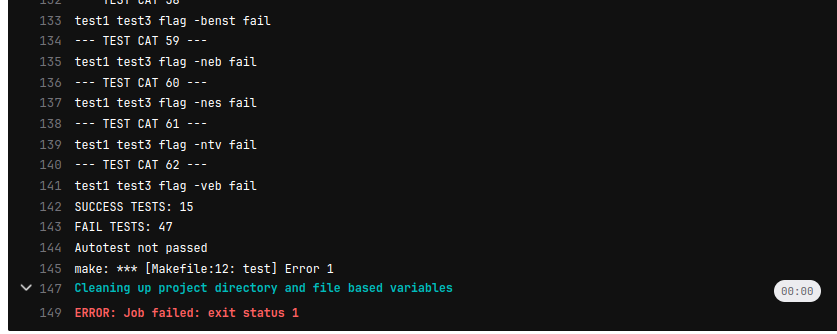 132 --- TEST CAT 58 ---
133 test1 test3 flag -benst fail
134 --- TEST CAT 59 ---
135 test1 test3 flag -neb fail
136 --- TEST CAT 60 ---
137 test1 test3 flag -nes fail
138 --- TEST CAT 61 ---
139 test1 test3 flag -ntv fail
140 --- TEST CAT 62 ---
141 test1 test3 flag -veb fail
142 SUCCESS TESTS: 15
143 FAIL TESTS: 47
144 Autotest not passed
145 make: *** [Makefile:12: test] Error 1
147 Cleaning up project directory and file based variables 00:00
149 ERROR: Job failed: exit status 1